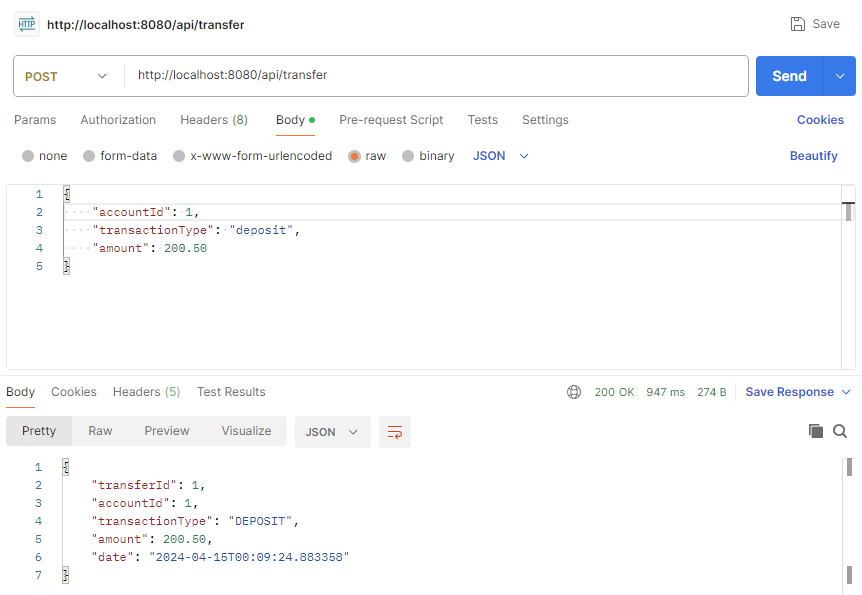 HTTP http://localhost:8080/api/transfer Save
POST http://localhost:8080/api/transfer Send
Params Authorization Headers (8) Body Pre-request Script Tests Settings Cookies
none form-data x-www-form-urlencoded raw binary JSON Beautify
1 {
2 "accountId": 1,
3 "transactionType": "deposit",
4 "amount": 200.50
5 }
Body Cookies Headers (5) Test Results 200 OK 947 ms 274 B Save Response
Pretty Raw Preview Visualize JSON
1 {
2 "transferId": 1,
3 "accountId": 1,
4 "transactionType": "DEPOSIT",
5 "amount": 200.50,
6 "date": "2024-04-15T00:09:24.883358"
7 }